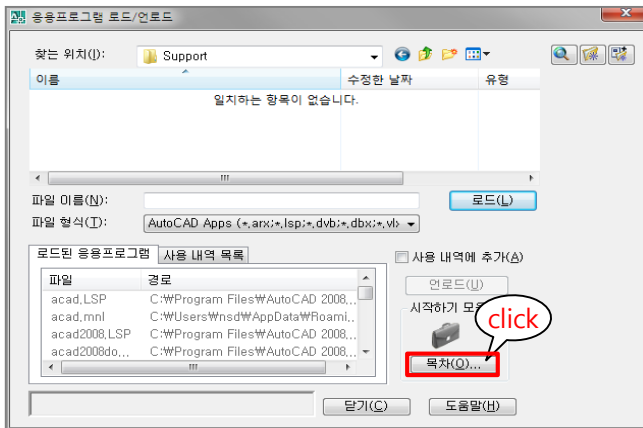 응용프로그램 로드/언로드
찾는 위치(I): Support
이름 수정한 날짜 유형
일치하는 항목이 없습니다.
파일 이름(N): 로드(L)
파일 형식(T): AutoCAD Apps (*.arx;*.lsp;*.dvb;*.dbx;*.vl
로드된 응용프로그램 사용 내역 목록 사용 내역에 추가(A)
파일 경로 언로드(U)
acad.LSP C:₩Program Files₩AutoCAD 2008...
acad.mnl C:₩Users₩nsd₩AppData₩Roami...
acad2008.LSP C:₩Program Files₩AutoCAD 2008...
acad2008do... C:₩Program Files₩AutoCAD 2008...
시작하기 모
click
목차(O)...
닫기(C) 도움말(H)